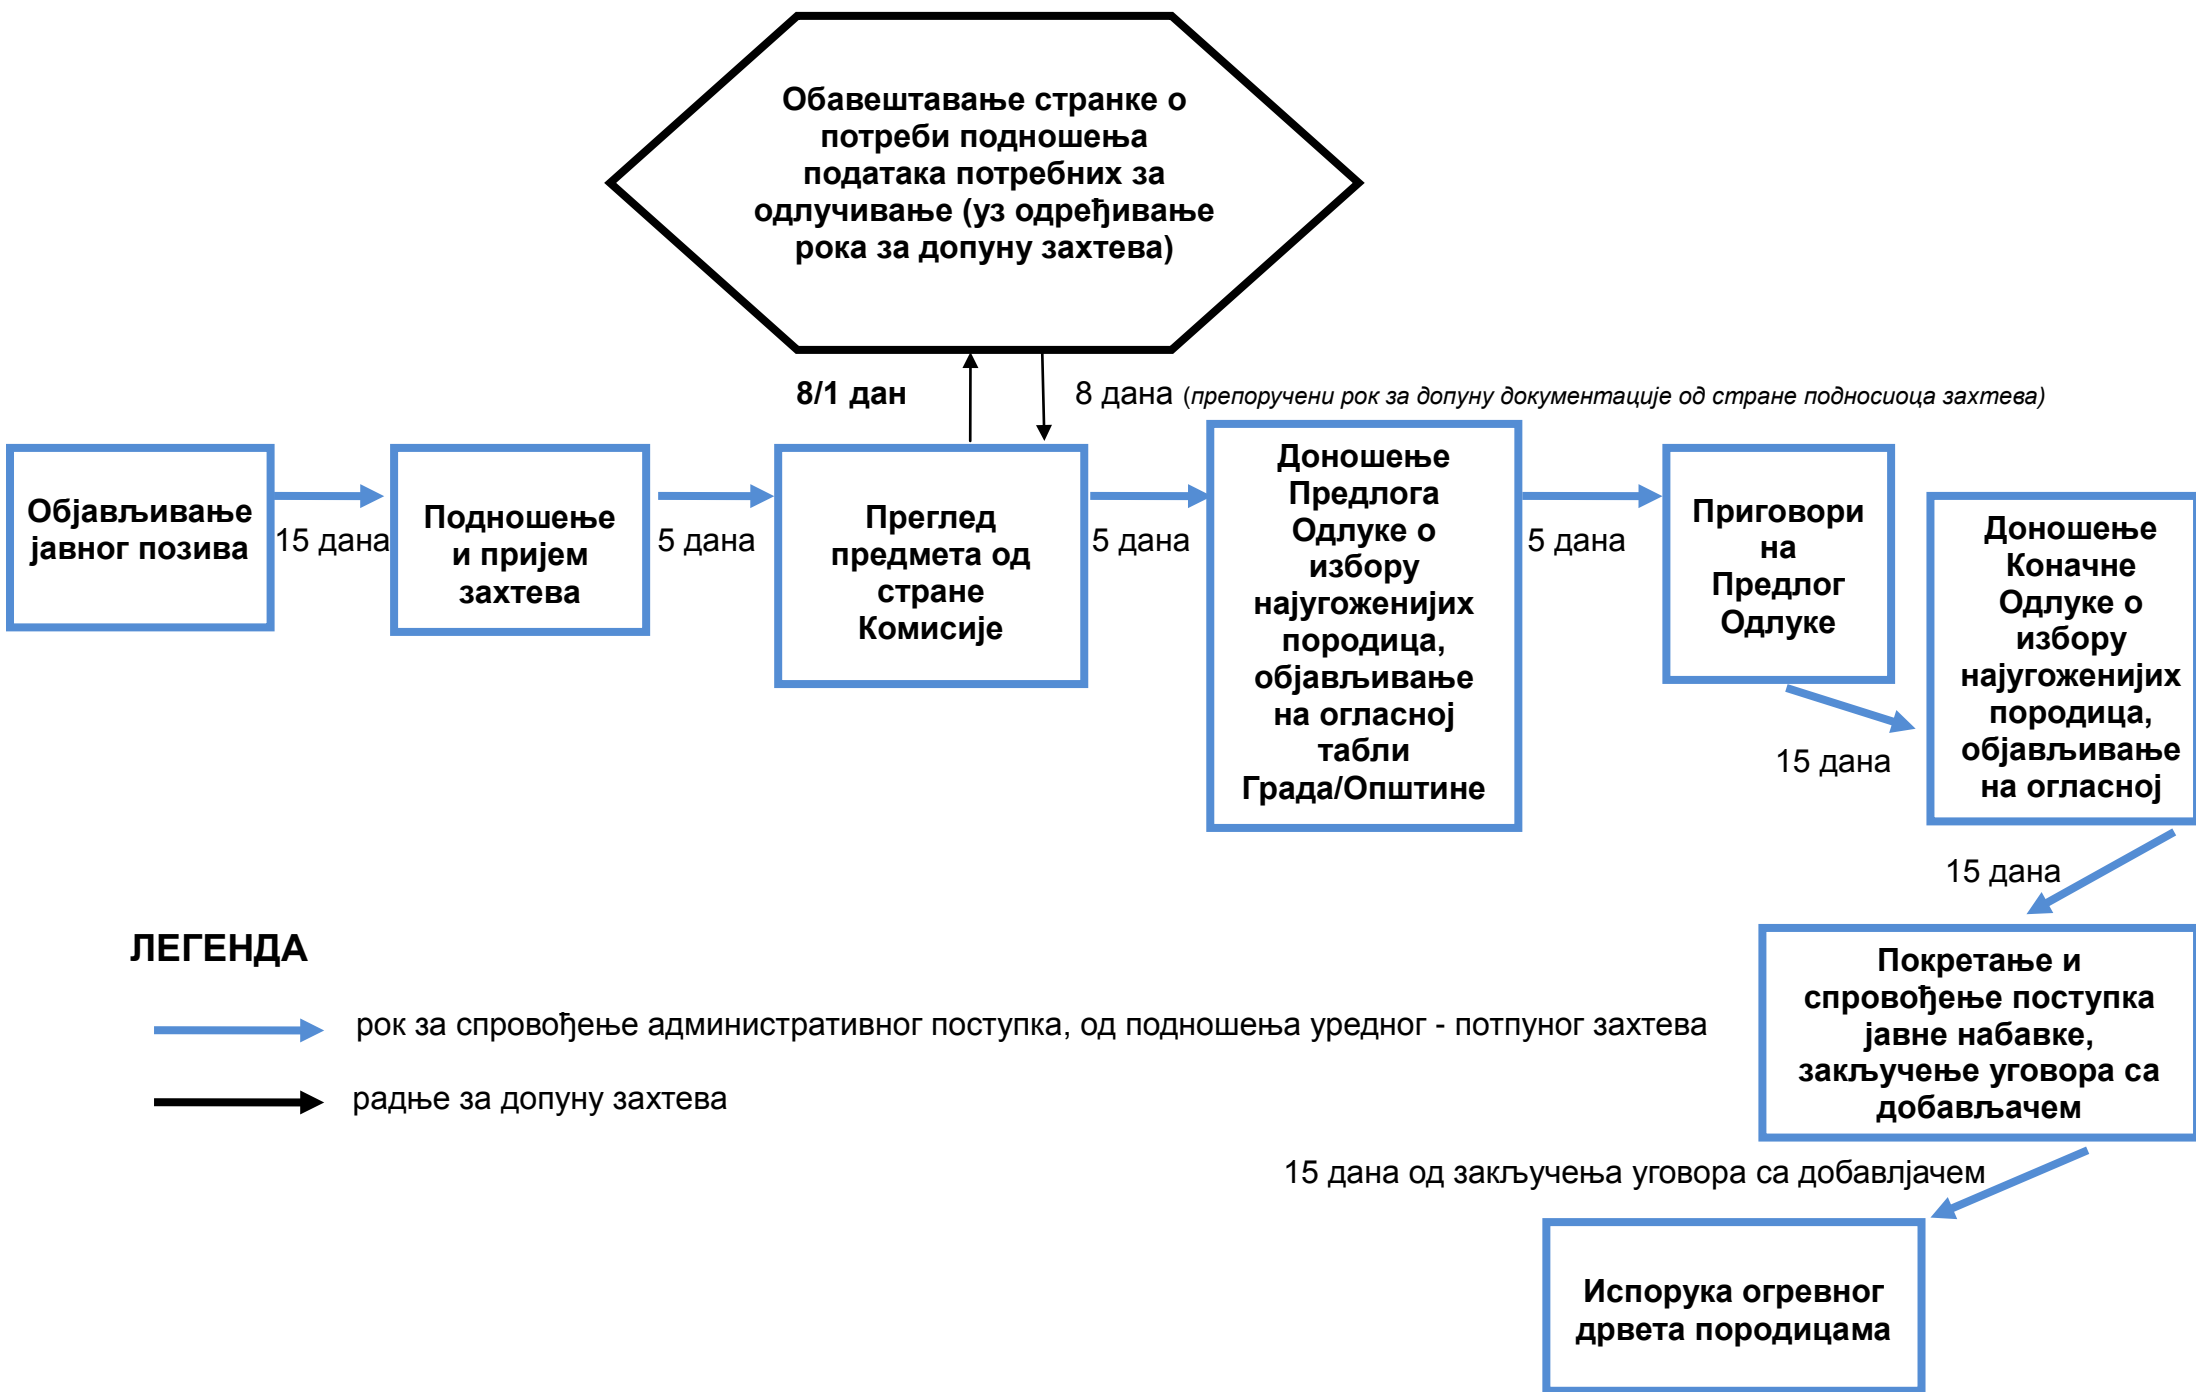 Обавештавање странке о
потреби подношења
података потребних за
одлучивање (уз одређивање
рока за допуну захтева)
8/1 дан
8 дана (препоручени рок за допуну документације од стране подносиоца захтева)
Објављивање
јавног позива
15 дана
Подношење
и пријем
захтева
5 дана
Преглед
предмета од
стране
Комисије
5 дана
Доношење
Предлога
Одлуке о
избору
најугоженијих
породица,
објављивање
на огласној
табли
Града/Општине
5 дана
Приговори
на
Предлог
Одлуке
15 дана
Доношење
Коначне
Одлуке о
избору
најугоженијих
породица,
објављивање
на огласној
15 дана
Покретање и
спровођење поступка
јавне набавке,
закључење уговора са
добављачем
15 дана од закључења уговора са добавлјачем
Испорука огревног
дрвета породицама
ЛЕГЕНДА
рок за спровођење административног поступка, од подношења уредног - потпуног захтева
радње за допуну захтева